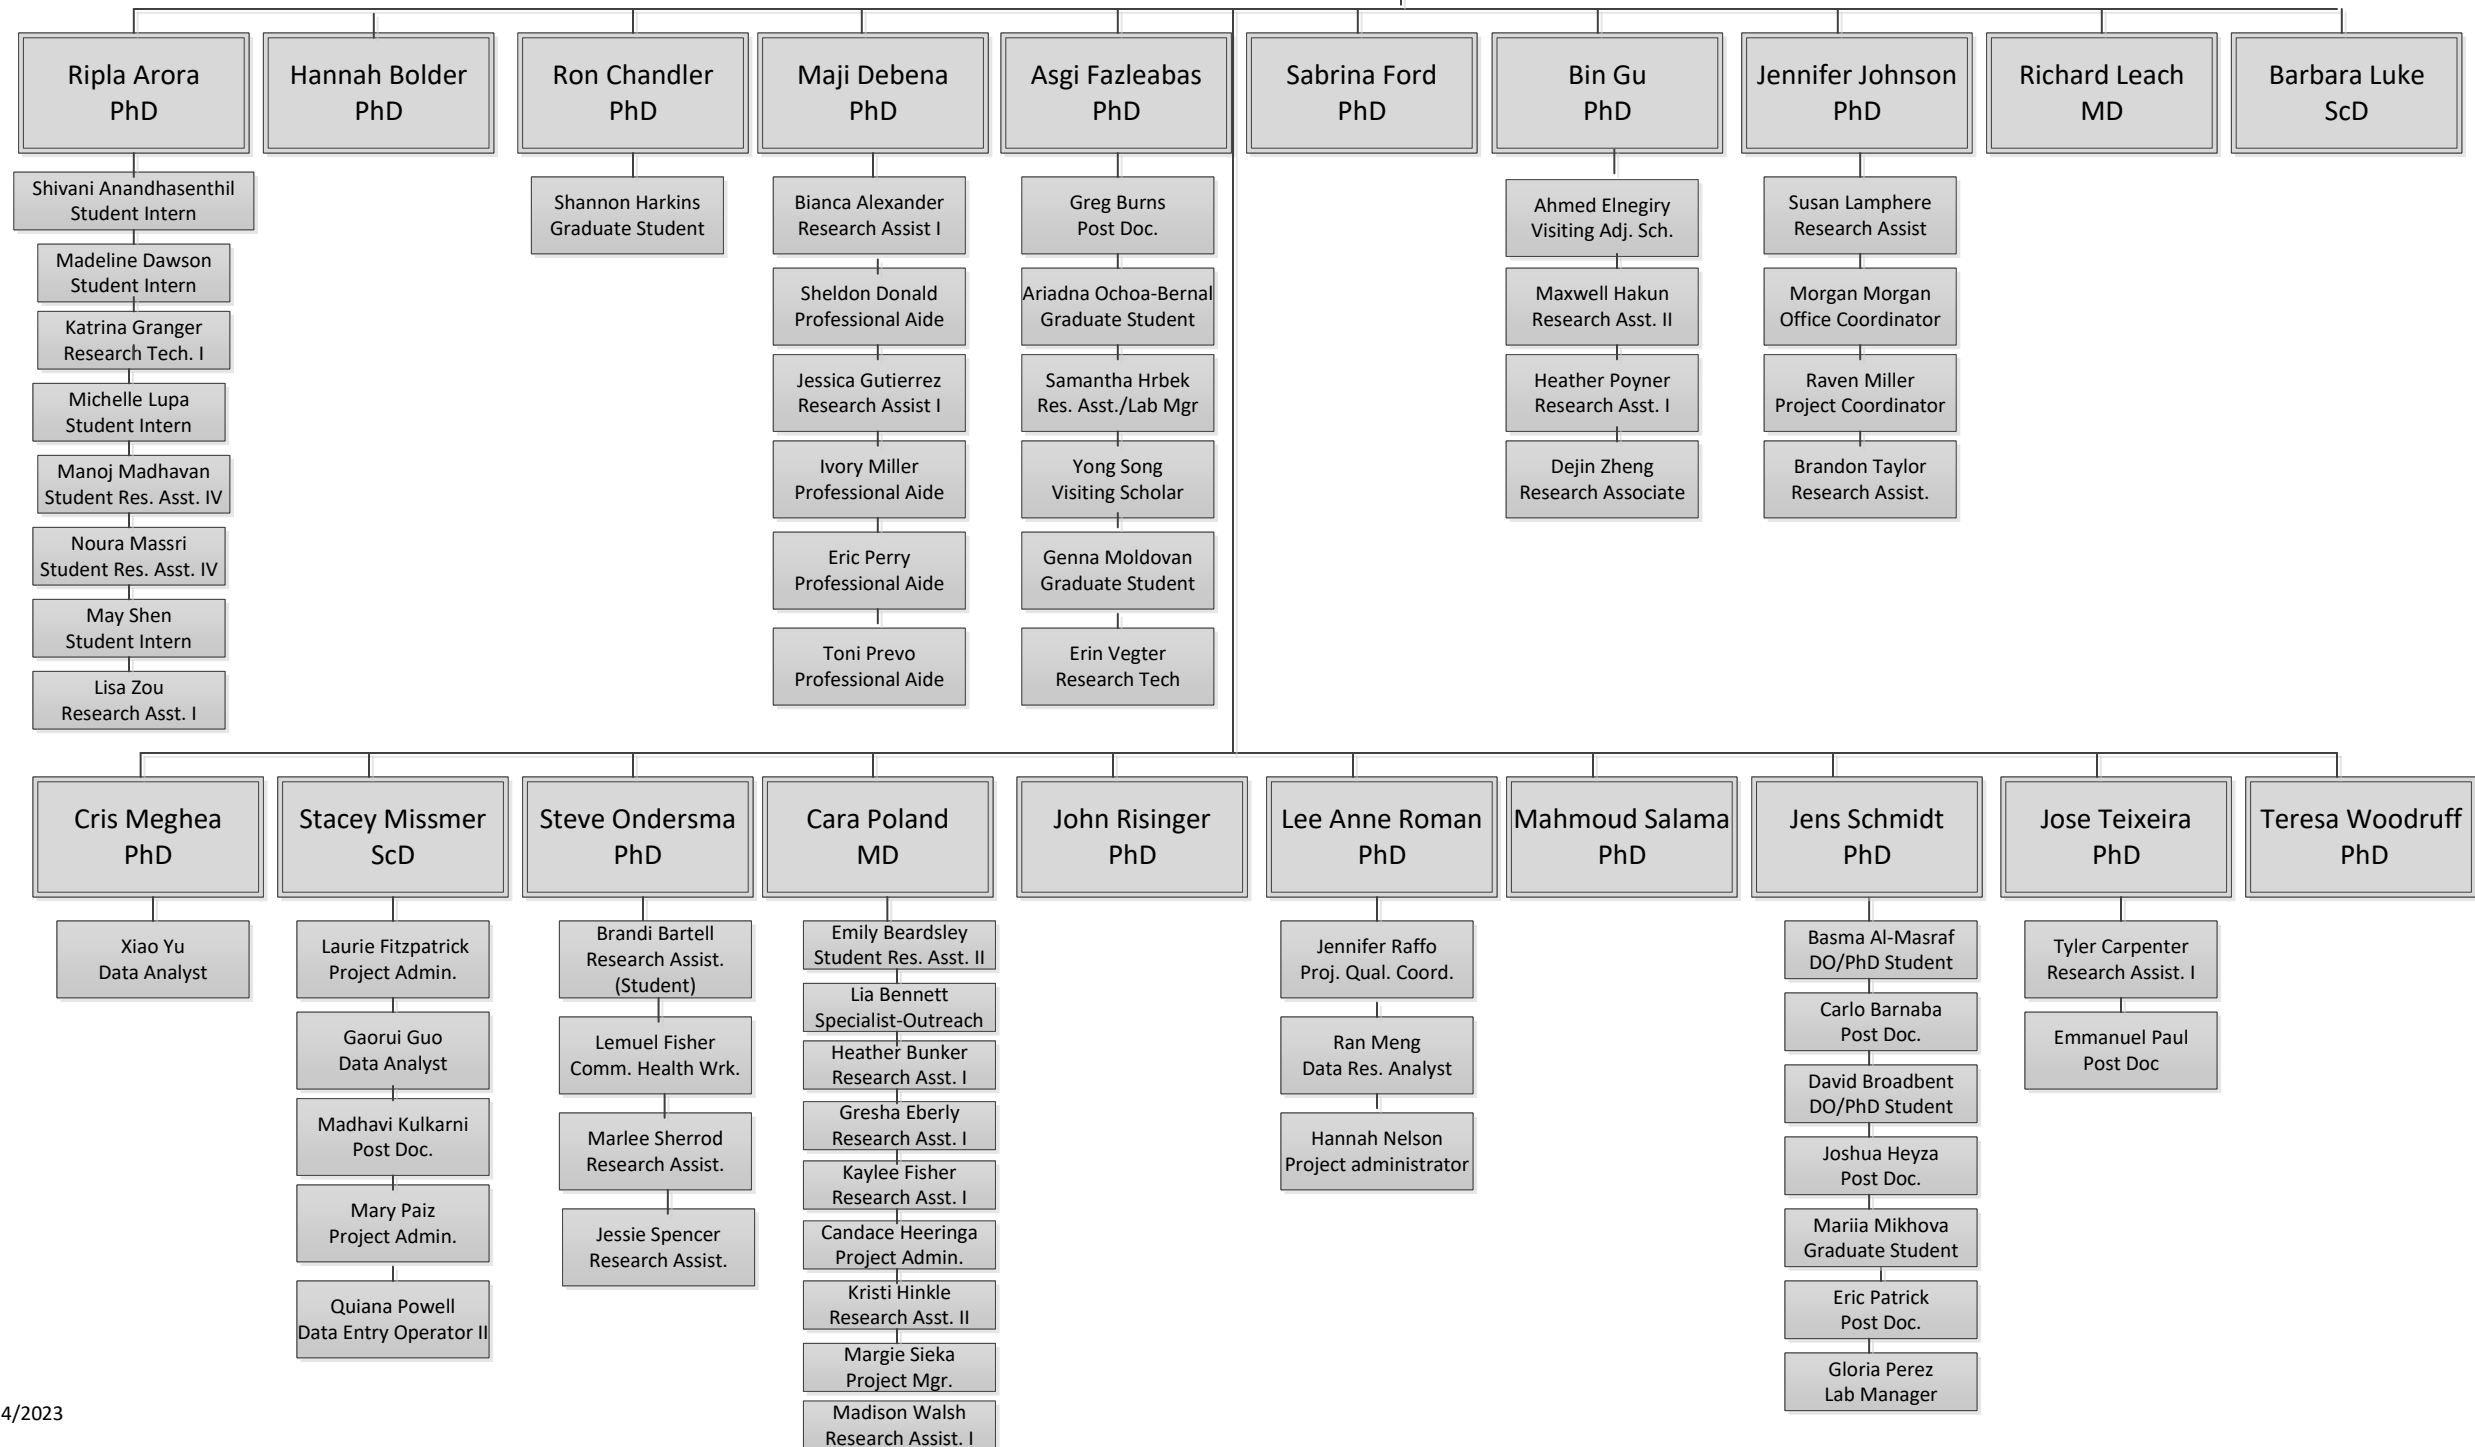 Ripla Arora
PhD
Hannah Bolder
PhD
Ron Chandler
PhD
Maji Debena
PhD
Asgi Fazleabas
PhD
Sabrina Ford
PhD
Bin Gu
PhD
Jennifer Johnson
PhD
Richard Leach
MD
Barbara Luke
ScD
Shivani Anandhasenthil
Student Intern
Madeline Dawson
Student Intern
Katrina Granger
Research Tech. I
Michelle Lupa
Student Intern
Manoj Madhavan
Student Res. Asst. IV
Noura Massri
Student Res. Asst. IV
May Shen
Student Intern
Lisa Zou
Research Asst. I
Shannon Harkins
Graduate Student
Bianca Alexander
Research Assist I
Sheldon Donald
Professional Aide
Jessica Gutierrez
Research Assist I
Ivory Miller
Professional Aide
Eric Perry
Professional Aide
Toni Prevo
Professional Aide
Greg Burns
Post Doc.
Ariadna Ochoa-Bernal
Graduate Student
Samantha Hrbek
Res. Asst./Lab Mgr
Yong Song
Visiting Scholar
Genna Moldovan
Graduate Student
Erin Vegter
Research Tech
Ahmed Elnegiry
Visiting Adj. Sch.
Maxwell Hakun
Research Asst. II
Heather Poyner
Research Asst. I
Dejin Zheng
Research Associate
Susan Lamphere
Research Assist
Morgan Morgan
Office Coordinator
Raven Miller
Project Coordinator
Brandon Taylor
Research Assist.
Cris Meghea
PhD
Stacey Missmer
ScD
Steve Ondersma
PhD
Cara Poland
MD
John Risinger
PhD
Lee Anne Roman
PhD
Mahmoud Salama
PhD
Jens Schmidt
PhD
Jose Teixeira
PhD
Teresa Woodruff
PhD
Xiao Yu
Data Analyst
Laurie Fitzpatrick
Project Admin.
Gaorui Guo
Data Analyst
Madhavi Kulkarni
Post Doc.
Mary Paiz
Project Admin.
Quiana Powell
Data Entry Operator II
Brandi Bartell
Research Assist.
(Student)
Lemuel Fisher
Comm. Health Wrk.
Marlee Sherrod
Research Assist.
Jessie Spencer
Research Assist.
Emily Beardsley
Student Res. Asst. II
Lia Bennett
Specialist-Outreach
Heather Bunker
Research Asst. I
Gresha Eberly
Research Asst. I
Kaylee Fisher
Research Asst. I
Candace Heeringa
Project Admin.
Kristi Hinkle
Research Asst. II
Margie Sieka
Project Mgr.
Madison Walsh
Research Assist. I
Jennifer Raffo
Proj. Qual. Coord.
Ran Meng
Data Res. Analyst
Hannah Nelson
Project administrator
Basma Al-Masraf
DO/PhD Student
Carlo Barnaba
Post Doc.
David Broadbent
DO/PhD Student
Joshua Heyza
Post Doc.
Mariia Mikhova
Graduate Student
Eric Patrick
Post Doc.
Gloria Perez
Lab Manager
Tyler Carpenter
Research Assist. I
Emmanuel Paul
Post Doc
4/2023